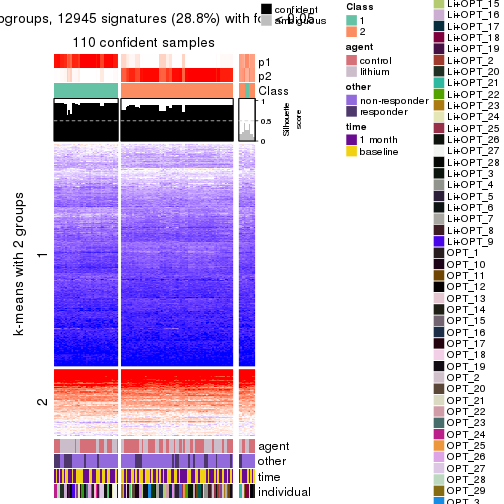 ogroups, 12945 signatures (28.8%) with fd
110 confident samples
p1
p2
Class
1
0.5
0
Silhouette
score
k-means with 2 groups
1
2
agent
other
time
individual
confident
ambiguous
Class
1
2
agent
control
lithium
other
non-responder
responder
time
1 month
baseline
Li+OPT_15
Li+OPT_16
Li+OPT_17
Li+OPT_18
Li+OPT_19
Li+OPT_2
Li+OPT_20
Li+OPT_21
Li+OPT_22
Li+OPT_23
Li+OPT_24
Li+OPT_25
Li+OPT_26
Li+OPT_27
Li+OPT_28
Li+OPT_3
Li+OPT_4
Li+OPT_5
Li+OPT_6
Li+OPT_7
Li+OPT_8
Li+OPT_9
OPT_1
OPT_10
OPT_11
OPT_12
OPT_13
OPT_14
OPT_15
OPT_16
OPT_17
OPT_18
OPT_19
OPT_2
OPT_20
OPT_21
OPT_22
OPT_23
OPT_24
OPT_25
OPT_26
OPT_27
OPT_28
OPT_29
OPT_3